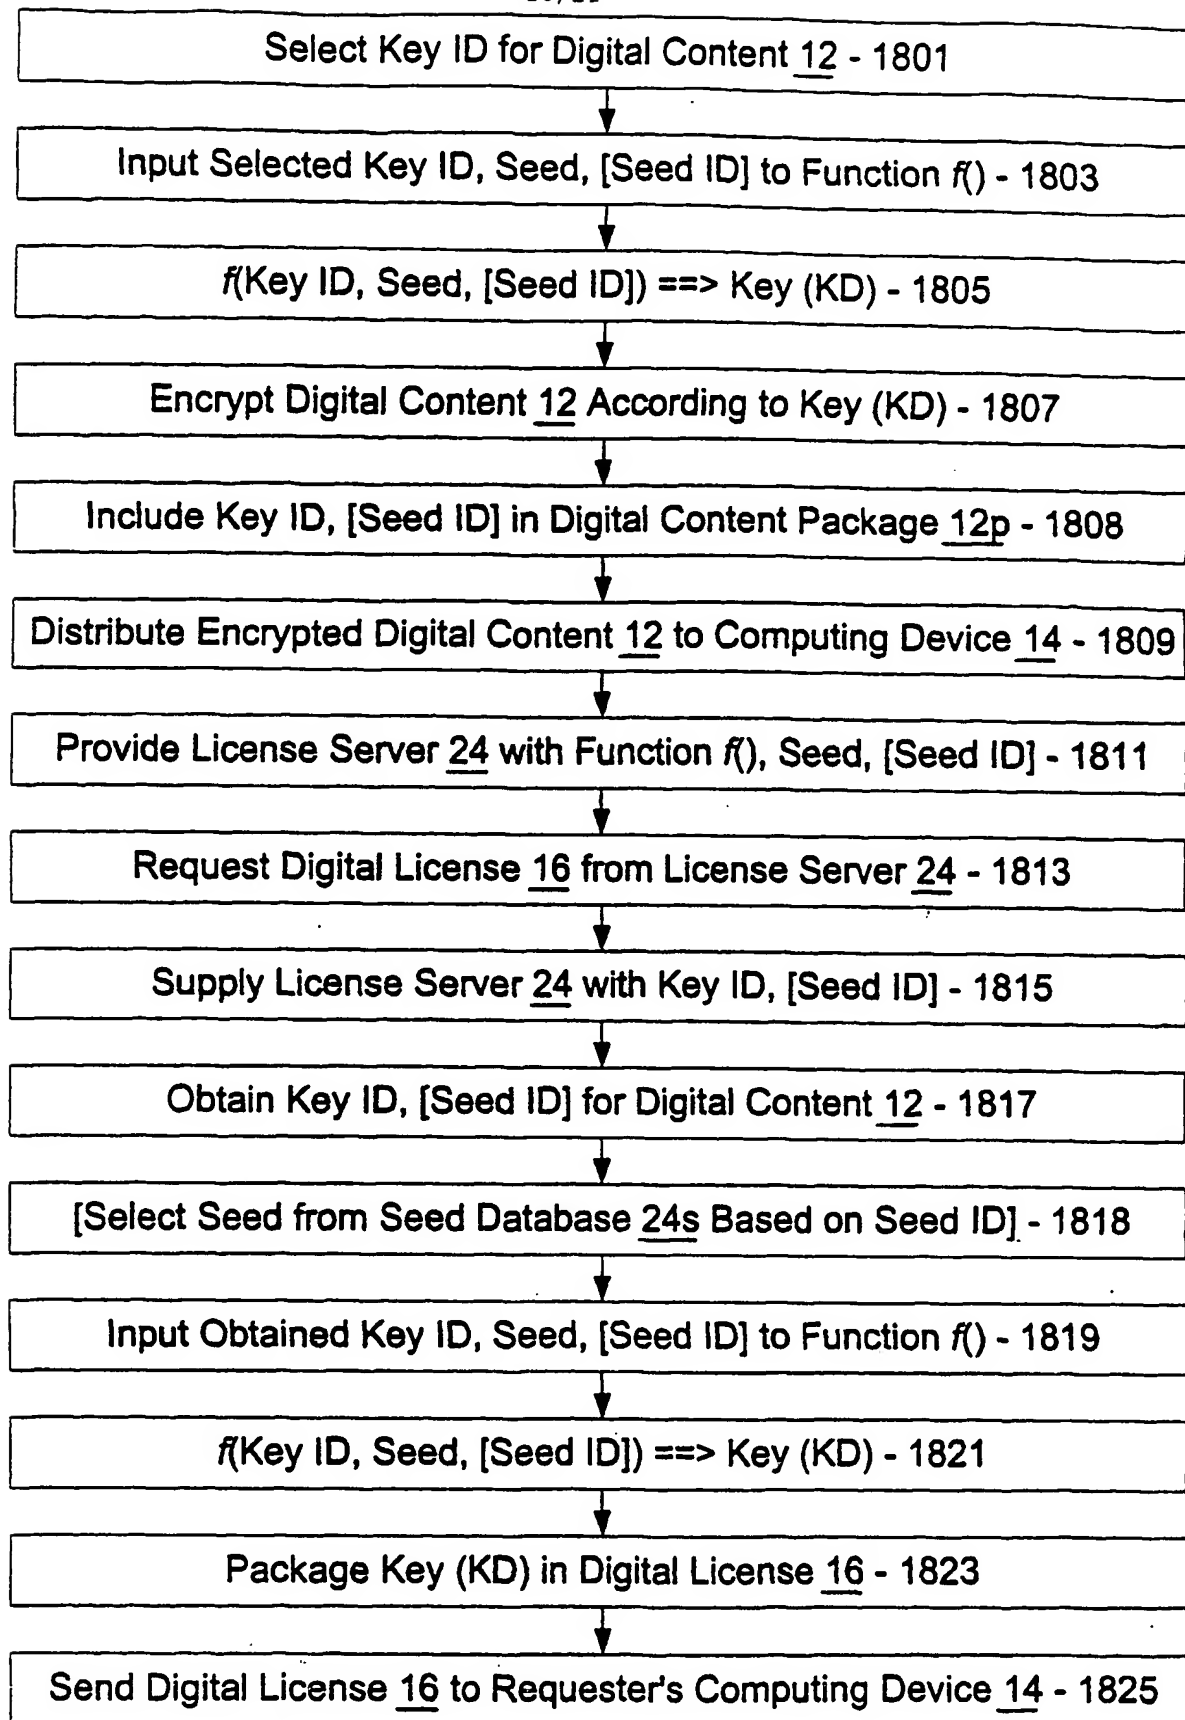 Select Key ID for Digital Content 12 - 1801
Input Selected Key ID, Seed, [Seed ID] to Function f() - 1803
f(Key ID, Seed, [Seed ID]) ==> Key (KD) - 1805
Encrypt Digital Content 12 According to Key (KD) - 1807
Include Key ID, [Seed ID] in Digital Content Package 12p - 1808
Distribute Encrypted Digital Content 12 to Computing Device 14 - 1809
Provide License Server 24 with Function f(), Seed, [Seed ID] - 1811
Request Digital License 16 from License Server 24 - 1813
Supply License Server 24 with Key ID, [Seed ID] - 1815
Obtain Key ID, [Seed ID] for Digital Content 12 - 1817
[Select Seed from Seed Database 24s Based on Seed ID] - 1818
Input Obtained Key ID, Seed, [Seed ID] to Function f() - 1819
f(Key ID, Seed, [Seed ID]) ==> Key (KD) - 1821
Package Key (KD) in Digital License 16 - 1823
Send Digital License 16 to Requester's Computing Device 14 - 1825